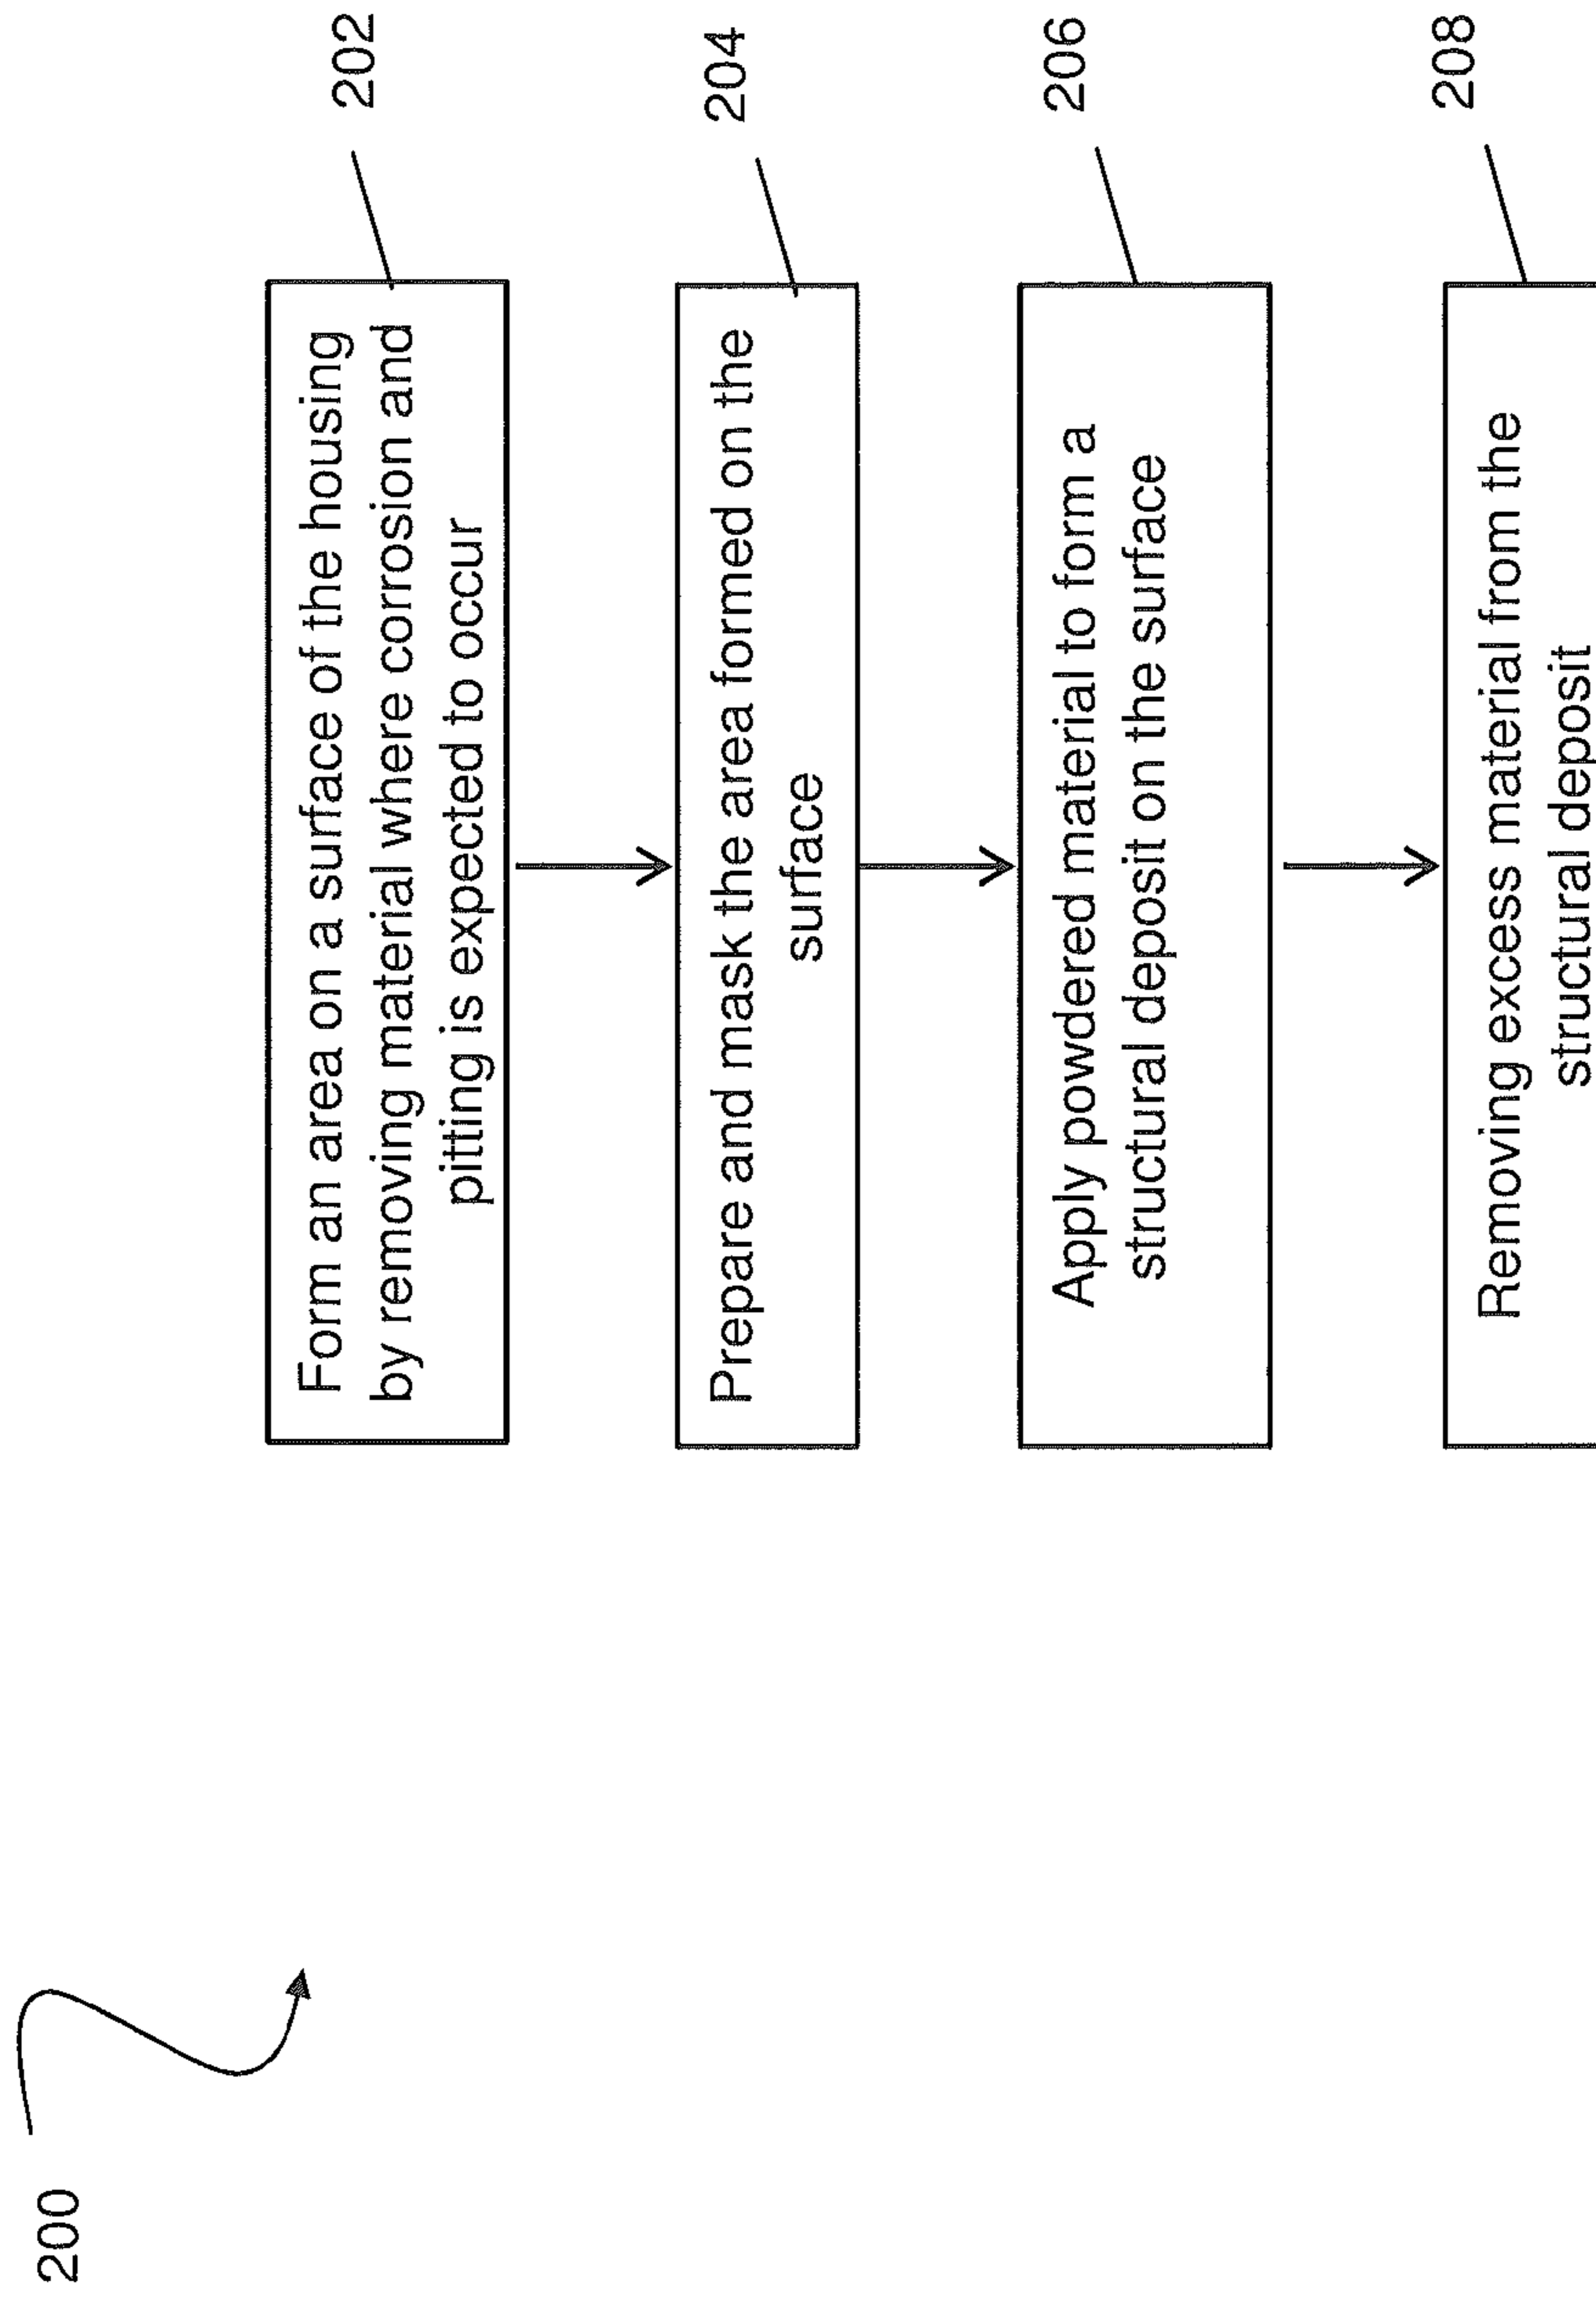 200
Form an area on a surface of the housing
by removing material where corrosion and
pitting is expected to occur
202
Prepare and mask the area formed on the
surface
204
Apply powdered material to form a
structural deposit on the surface
206
Removing excess material from the
structural deposit
208